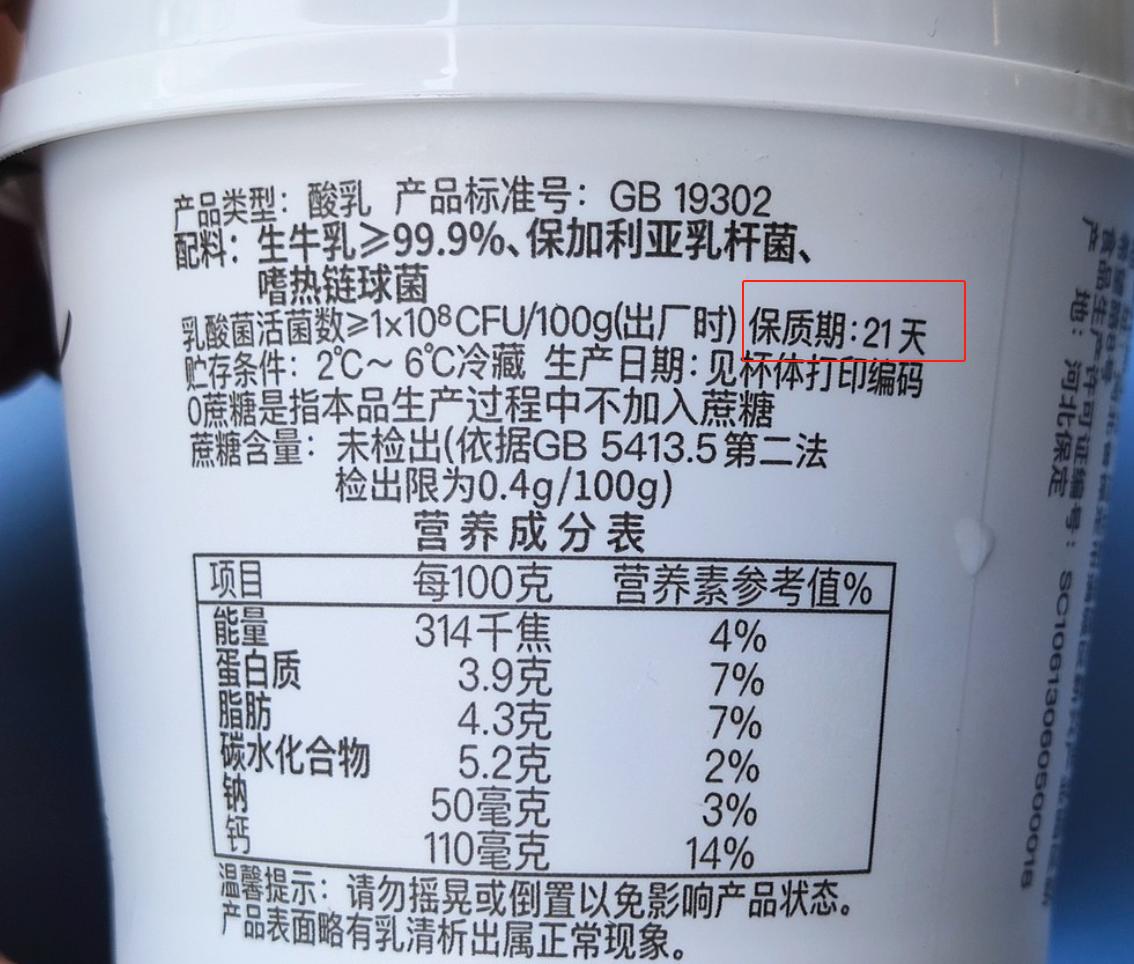 产品类型：酸乳 产品标准号：GB 19302
配料：生牛乳≥99.9%、保加利亚乳杆菌、
嗜热链球菌
乳酸菌活菌数≥1×10⁸CFU/100g(出厂时) 保质期：21天
贮存条件：2℃～6℃冷藏 生产日期：见杯体打印编码
0蔗糖是指本品生产过程中不加入蔗糖
蔗糖含量：未检出(依据GB 5413.5第二法
检出限为0.4g/100g)
营养成分表
项目 每100克 营养素参考值%
能量 314千焦 4%
蛋白质 3.9克 7%
脂肪 4.3克 7%
碳水化合物 5.2克 2%
钠 50毫克 3%
钙 110毫克 14%
温馨提示：请勿摇晃或倒置以免影响产品状态。
产品表面略有乳清析出属正常现象。
食品生产许可证编号：SC10613060500018
产地：河北保定